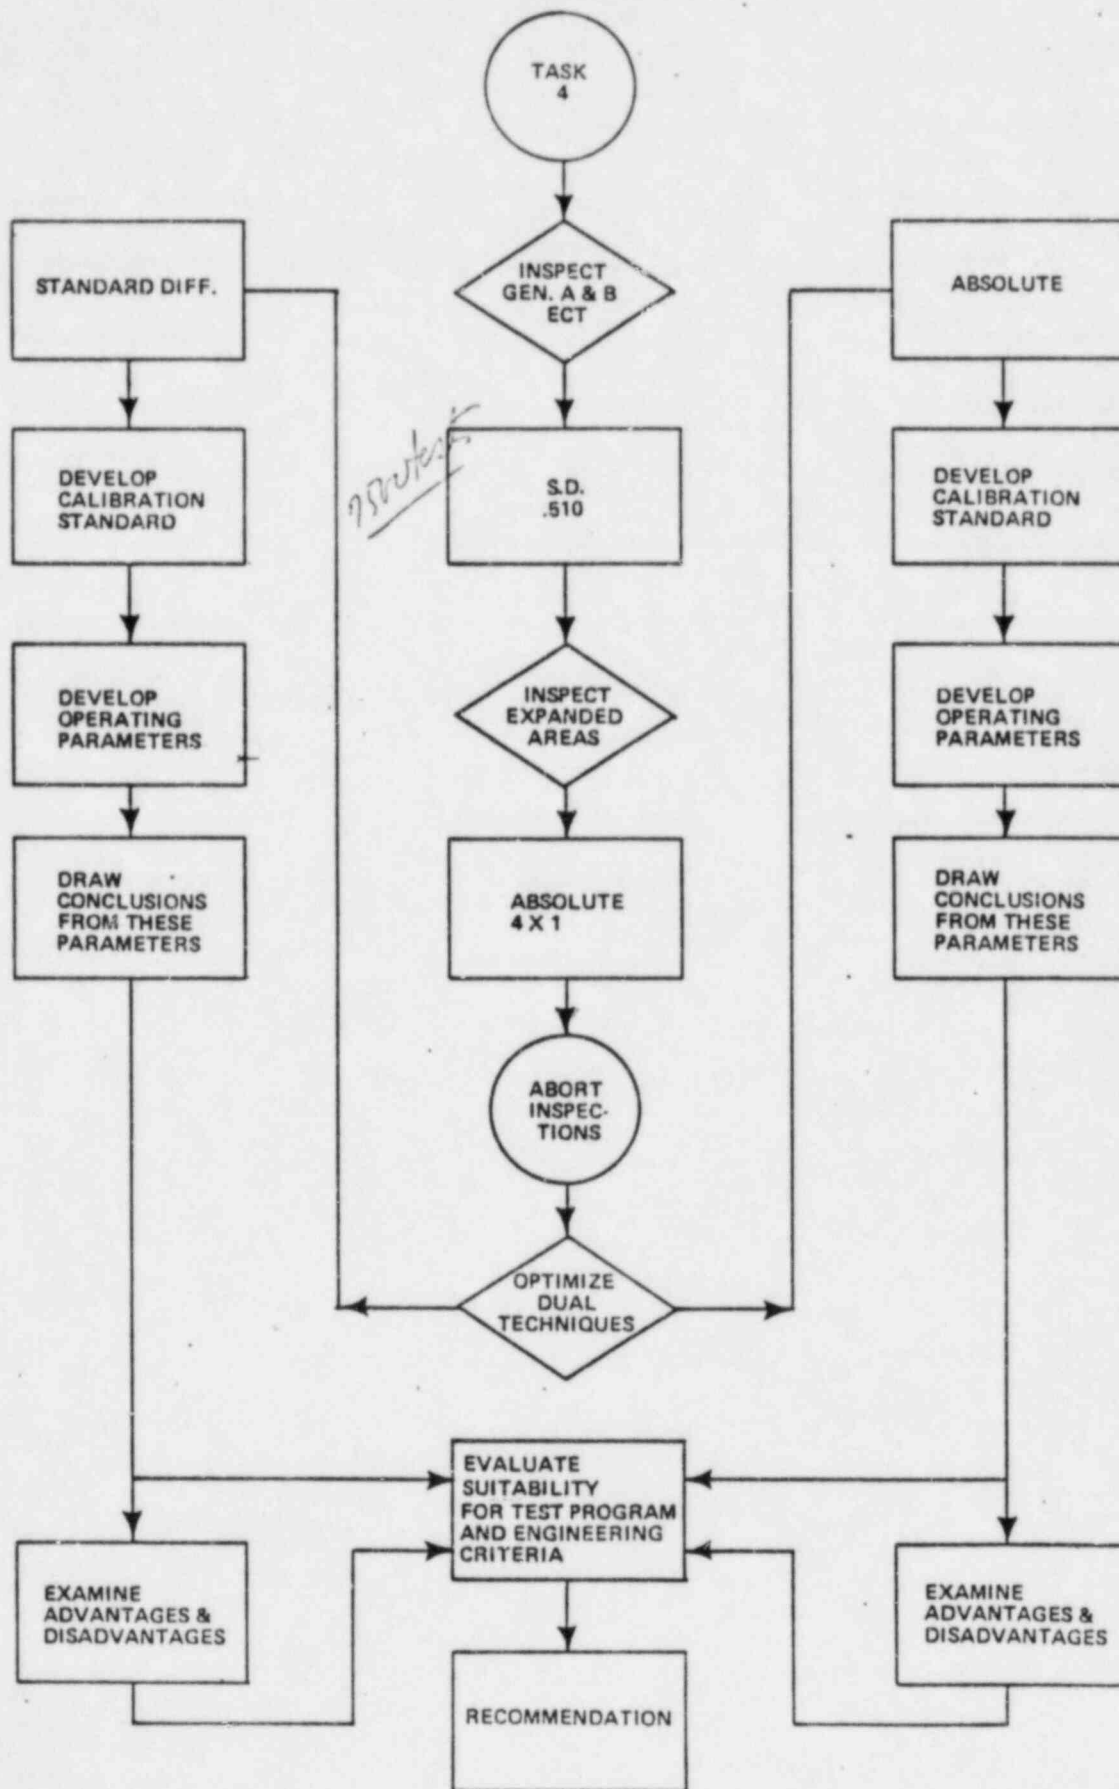 TASK
4
INSPECT
GEN. A & B
ECT
STANDARD DIFF.
ABSOLUTE
DEVELOP
CALIBRATION
STANDARD
S.D.
.510
DEVELOP
CALIBRATION
STANDARD
DEVELOP
OPERATING
PARAMETERS
INSPECT
EXPANDED
AREAS
DEVELOP
OPERATING
PARAMETERS
DRAW
CONCLUSIONS
FROM THESE
PARAMETERS
ABSOLUTE
4 X 1
DRAW
CONCLUSIONS
FROM THESE
PARAMETERS
ABORT
INSPEC-
TIONS
OPTIMIZE
DUAL
TECHNIQUES
EVALUATE
SUITABILITY
FOR TEST PROGRAM
AND ENGINEERING
CRITERIA
EXAMINE
ADVANTAGES &
DISADVANTAGES
EXAMINE
ADVANTAGES &
DISADVANTAGES
RECOMMENDATION